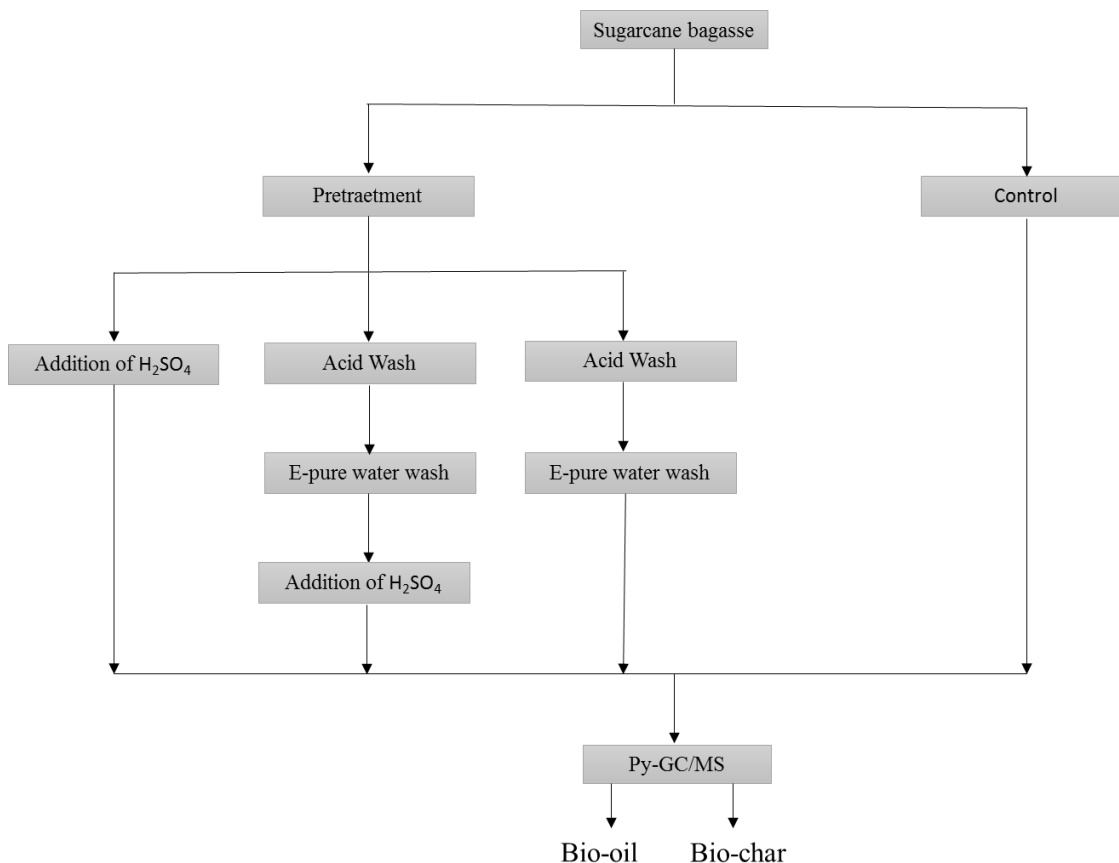 Sugarcane bagasse
Pretraetment
Control
Addition of H₂SO₄
Acid Wash
Acid Wash
E-pure water wash
E-pure water wash
Addition of H₂SO₄
Py-GC/MS
Bio-oil
Bio-char